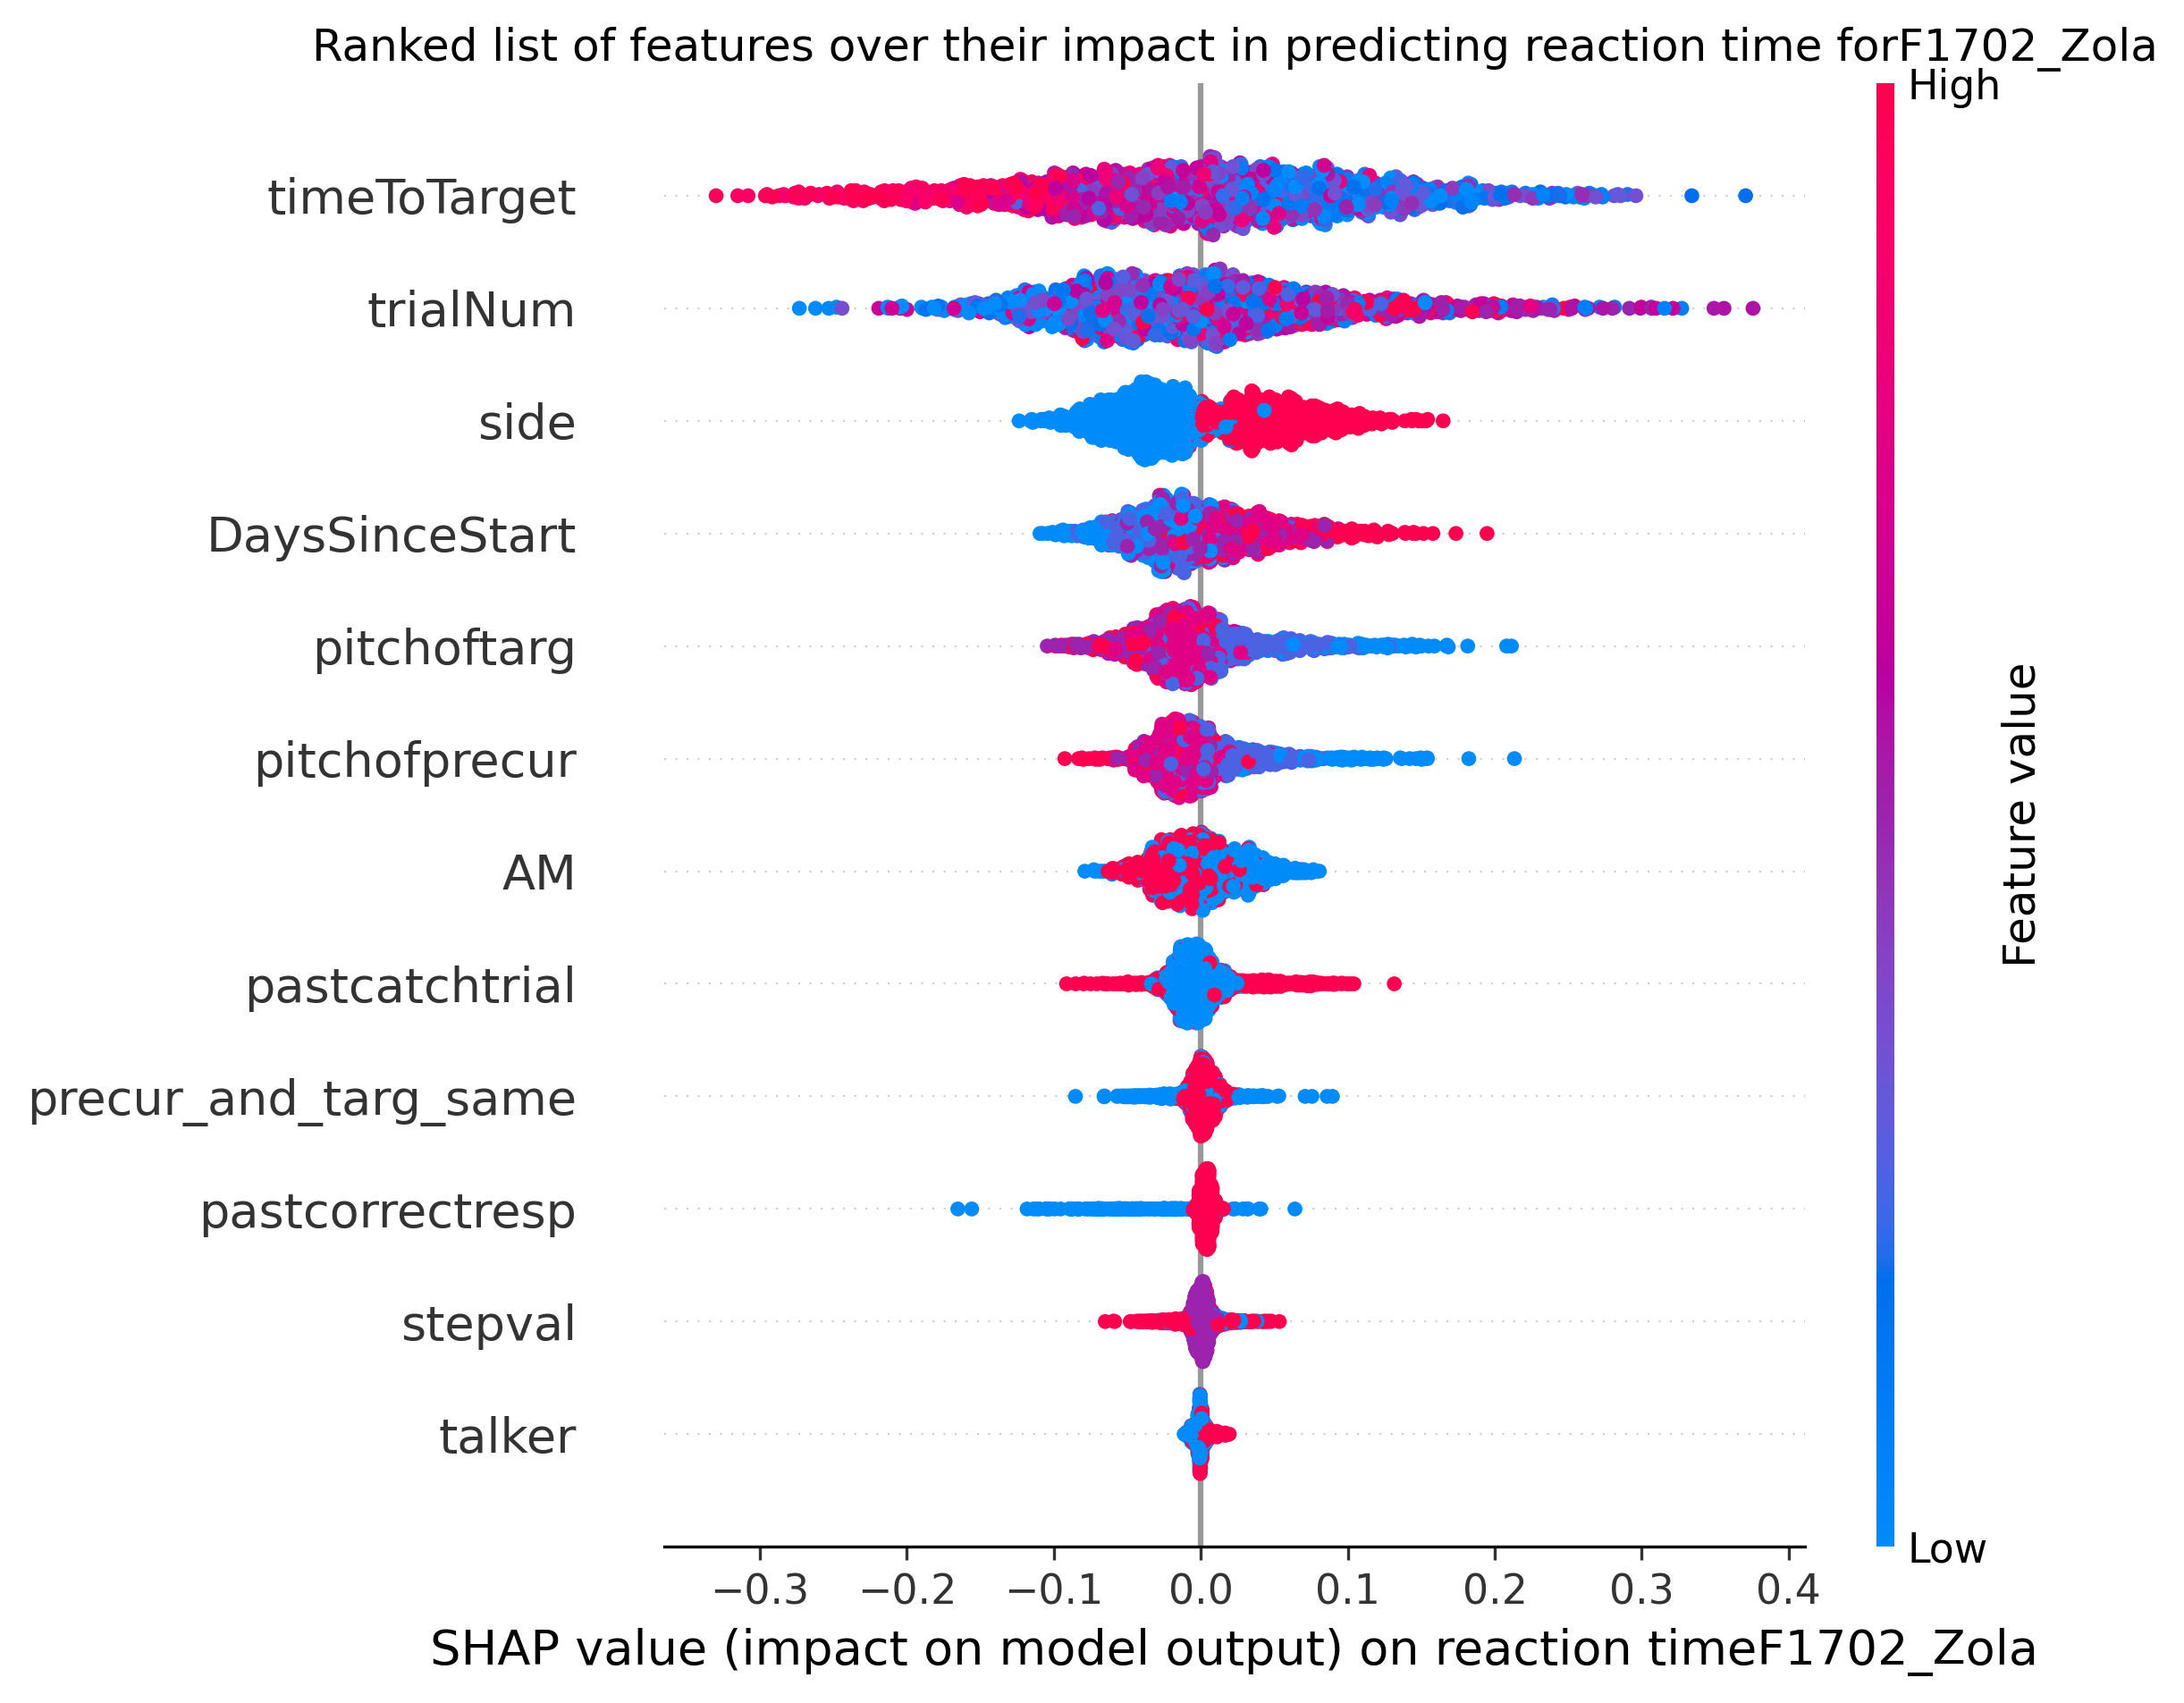 Ranked list of features over their impact in predicting reaction time forF1702_Zola
High
timeToTarget
trialNum
side
DaysSinceStart
pitchoftarg
pitchofprecur
AM
pastcatchtrial
precur_and_targ_same
pastcorrectresp
stepval
talker
Feature value
Low
−0.3 −0.2 −0.1 0.0 0.1 0.2 0.3 0.4
SHAP value (impact on model output) on reaction timeF1702_Zola